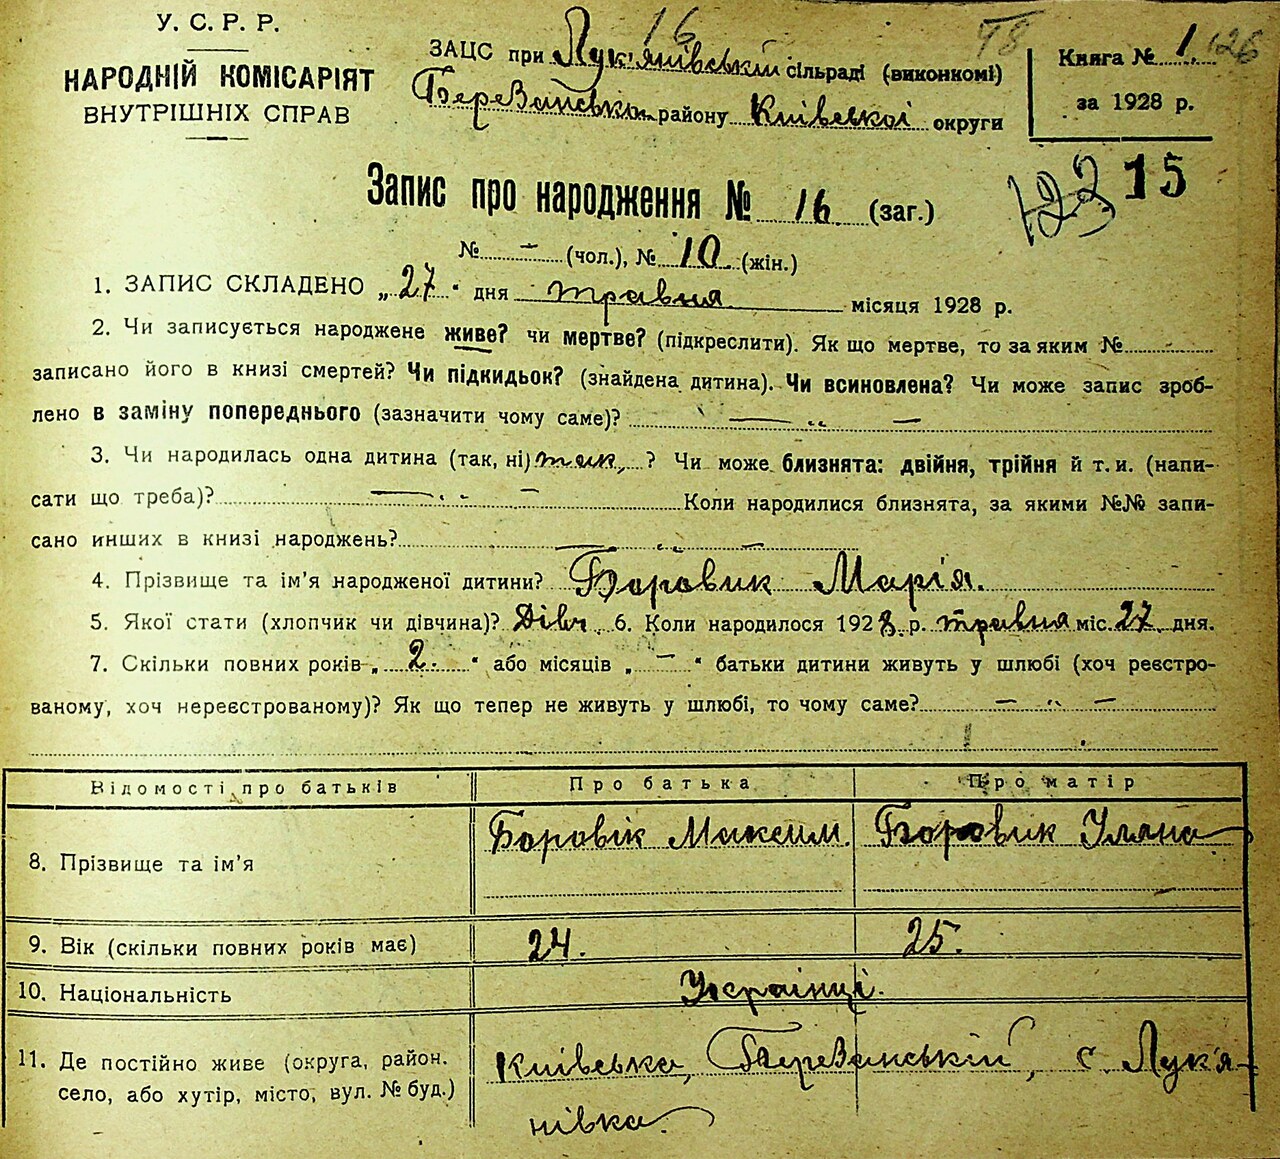 У. С. Р. Р.
НАРОДНІЙ КОМІСАРІЯТ
ВНУТРІШНІХ СПРАВ
16
ЗАЦС при Лук'янівській сільраді (виконкомі)
Березанськ району Київської округи
Книга № 1. 126
за 1928 р.
123 15
Запис про народження № 16 (заг.)
№ - (чол.), № 10 (жін.)
1. ЗАПИС СКЛАДЕНО „27" дня травня місяця 1928 р.
2. Чи записується народжене живе? чи мертве? (підкреслити). Як що мертве, то за яким №
записано його в книзі смертей? Чи підкидьок? (знайдена дитина). Чи всиновлена? Чи може запис зроб-
лено в заміну попереднього (зазначити чому саме)? — „ —
3. Чи народилась одна дитина (так, ні) так, ? Чи може близнята: двійня, трійня й т. и. (напи-
сати що треба)? — „ — Коли народилися близнята, за якими №№ запи-
сано инших в книзі народжень? — „ —
4. Прізвище та ім'я народженої дитини? Боровик Марія.
5. Якої стати (хлопчик чи дівчина)? Дівч. 6. Коли народилося 1928 р. травня міс. 27 дня.
7. Скільки повних років „ 2. " або місяців „ — " батьки дитини живуть у шлюбі (хоч реєстро-
ваному, хоч нереєстрованому)? Як що тепер не живуть у шлюбі, то чому саме? — „ —
Відомості про батьків Про батька Про матір
8. Прізвище та ім'я Боровік Максим. Боровик Уляна
9. Вік (скільки повних років має) 24. 25.
10. Національність Українці.
11. Де постійно живе (округа, район. Київська, Березанський, с. Лук'я-
село, або хутір, місто, вул. № буд.) нівка.